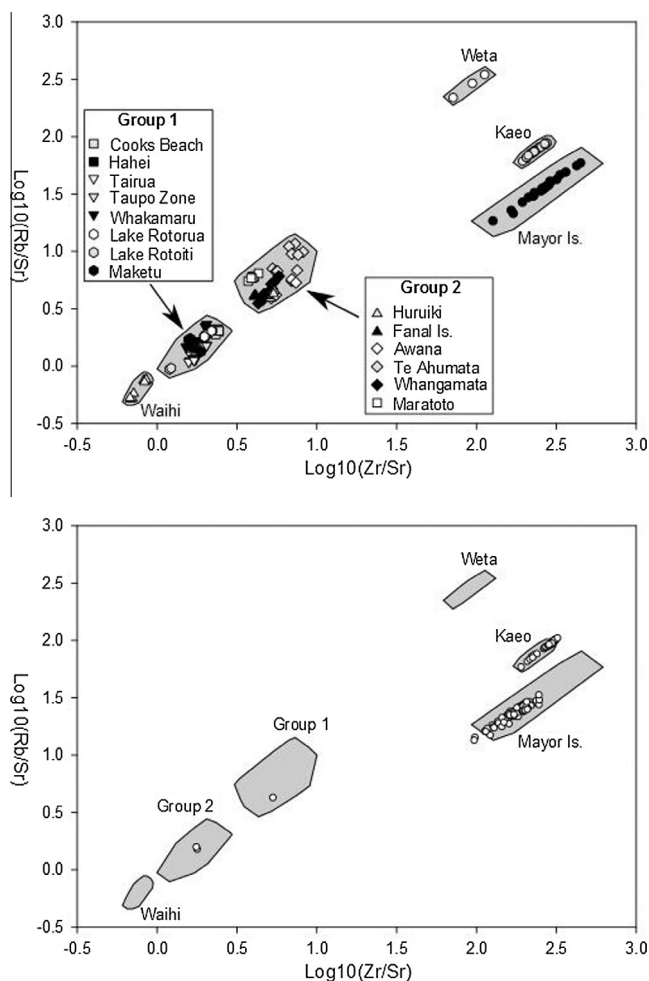 3.0
2.5
2.0
1.5
1.0
0.5
0.0
-0.5
Log10(Rb/Sr)
Weta
Kaeo
Mayor Is.
Group 1
Cooks Beach
Hahei
Tairua
Taupo Zone
Whakamaru
Lake Rotorua
Lake Rotoiti
Maketu
Group 2
Huruiki
Fanal Is.
Awana
Te Ahumata
Whangamata
Maratoto
Waihi
-0.5 0.0 0.5 1.0 1.5 2.0 2.5 3.0
Log10(Zr/Sr)
3.0
2.5
2.0
1.5
1.0
0.5
0.0
-0.5
Log10(Rb/Sr)
Weta
Kaeo
Mayor Is.
Group 1
Group 2
Waihi
-0.5 0.0 0.5 1.0 1.5 2.0 2.5 3.0
Log10(Zr/Sr)